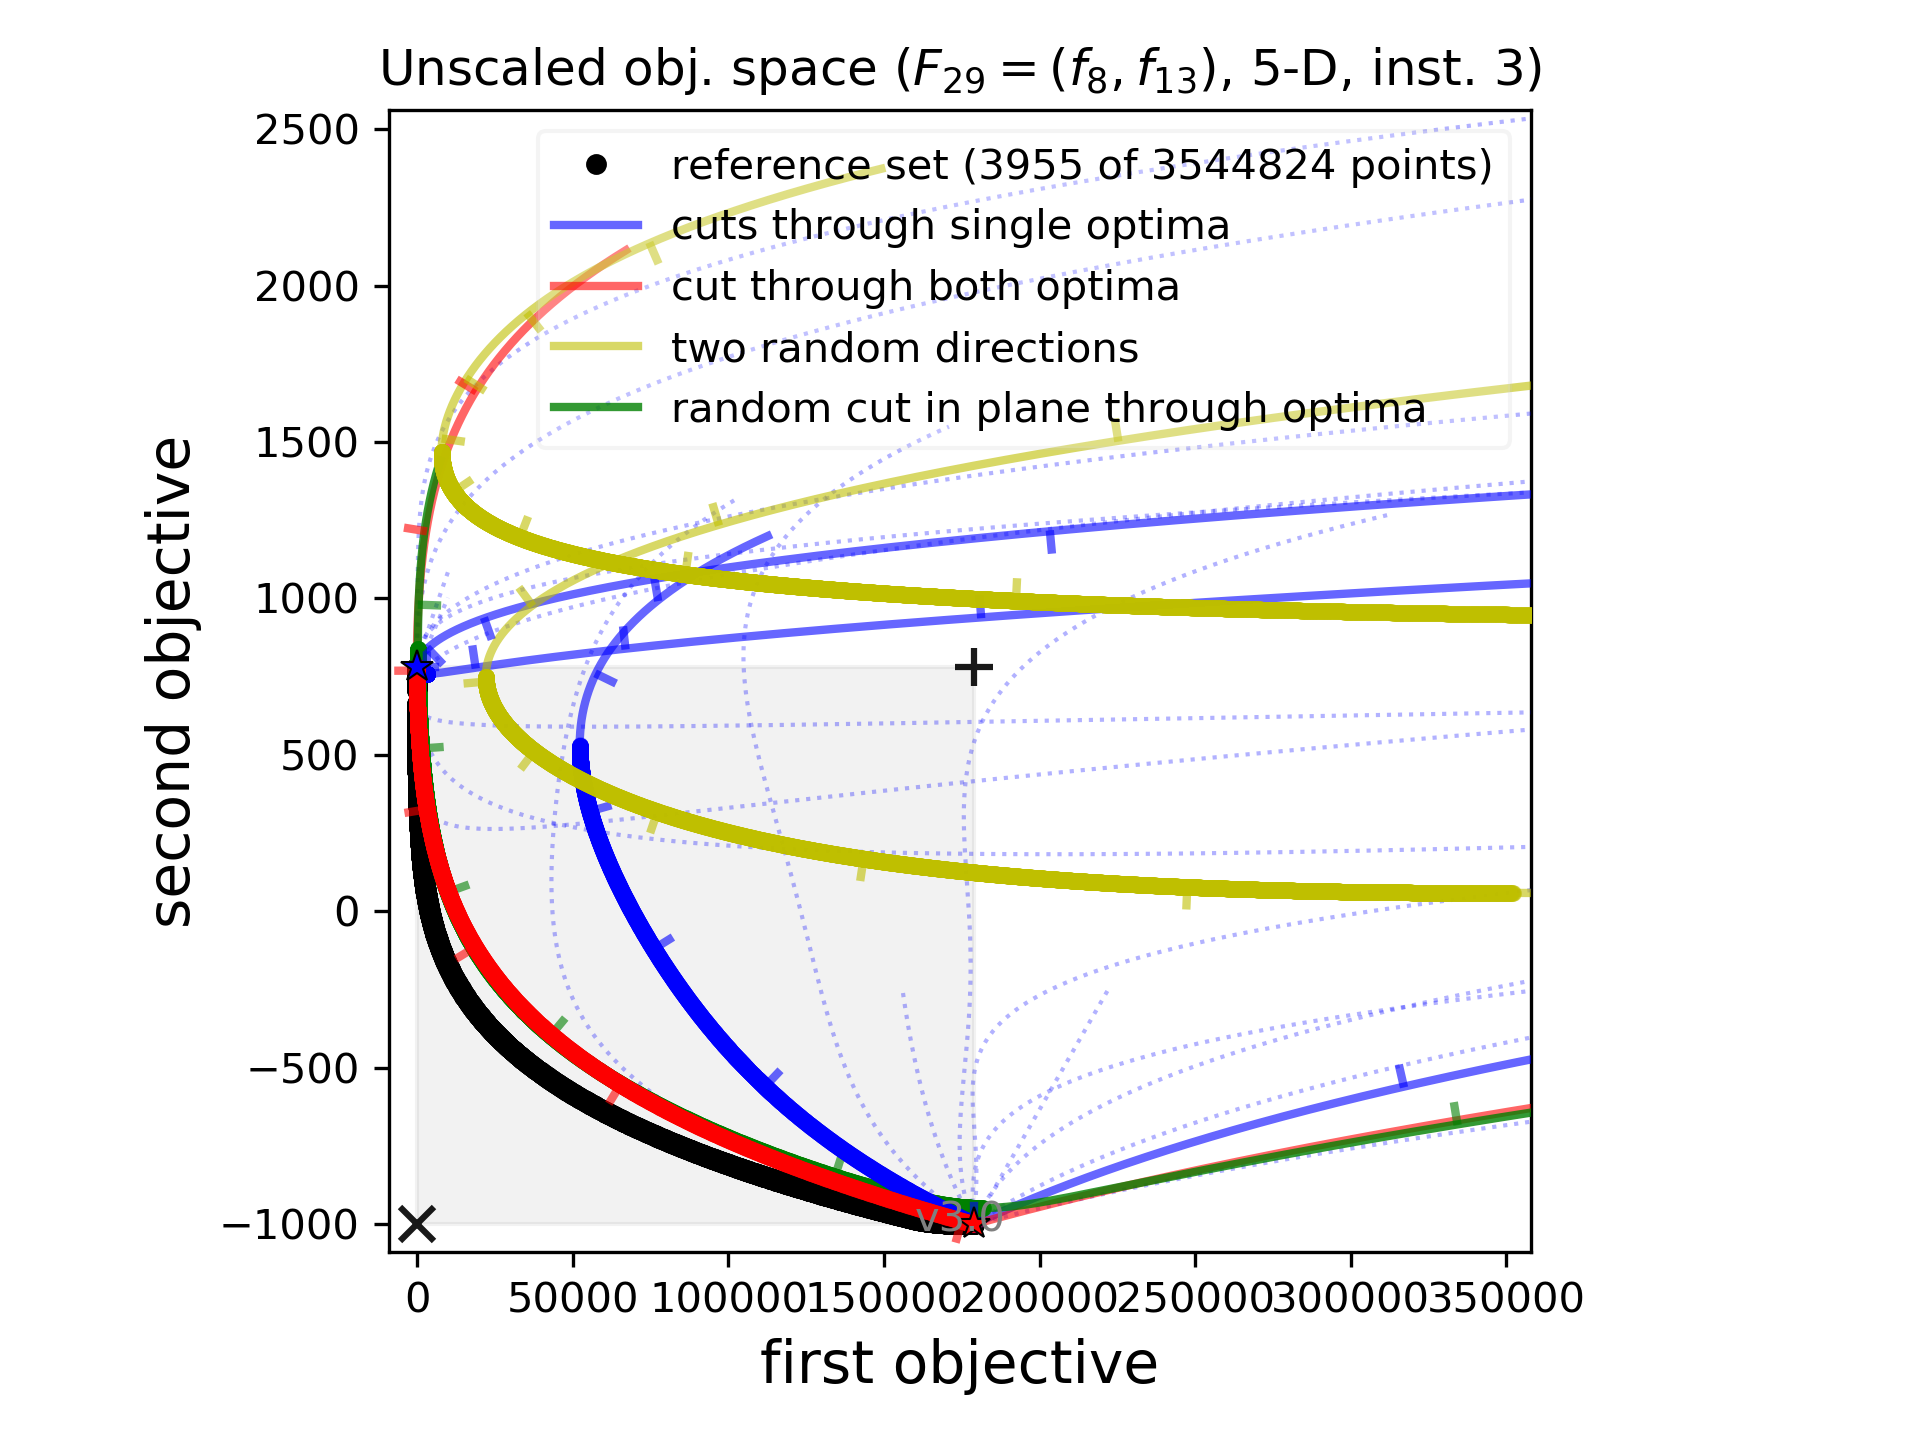 Unscaled obj. space (F29 = (f8, f13), 5-D, inst. 3)
2500
2000
1500
1000
500
0
−500
−1000
second objective
reference set (3955 of 3544824 points)
cuts through single optima
cut through both optima
two random directions
random cut in plane through optima
v3.0
0 50000 100000 150000 200000 250000 300000 350000
first objective